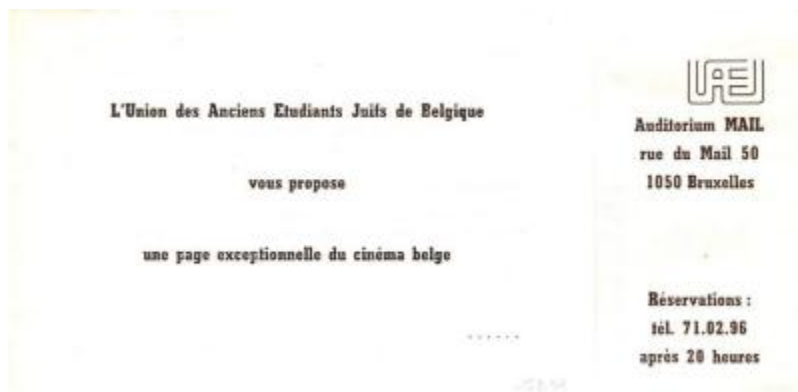 L'Union des Anciens Etudiants Juifs de Belgique
vous propose
une page exceptionnelle du cinéma belge
......
UAEJ
Auditorium MAIL
rue du Mail 50
1050 Bruxelles
Réservations :
tél. 71.02.96
après 20 heures